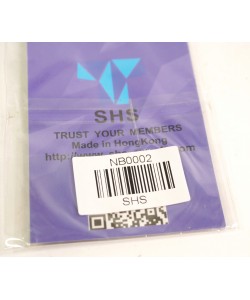 SHS
TRUST YOUR MEMBERS
Made in HongKong
NB0002
SHS